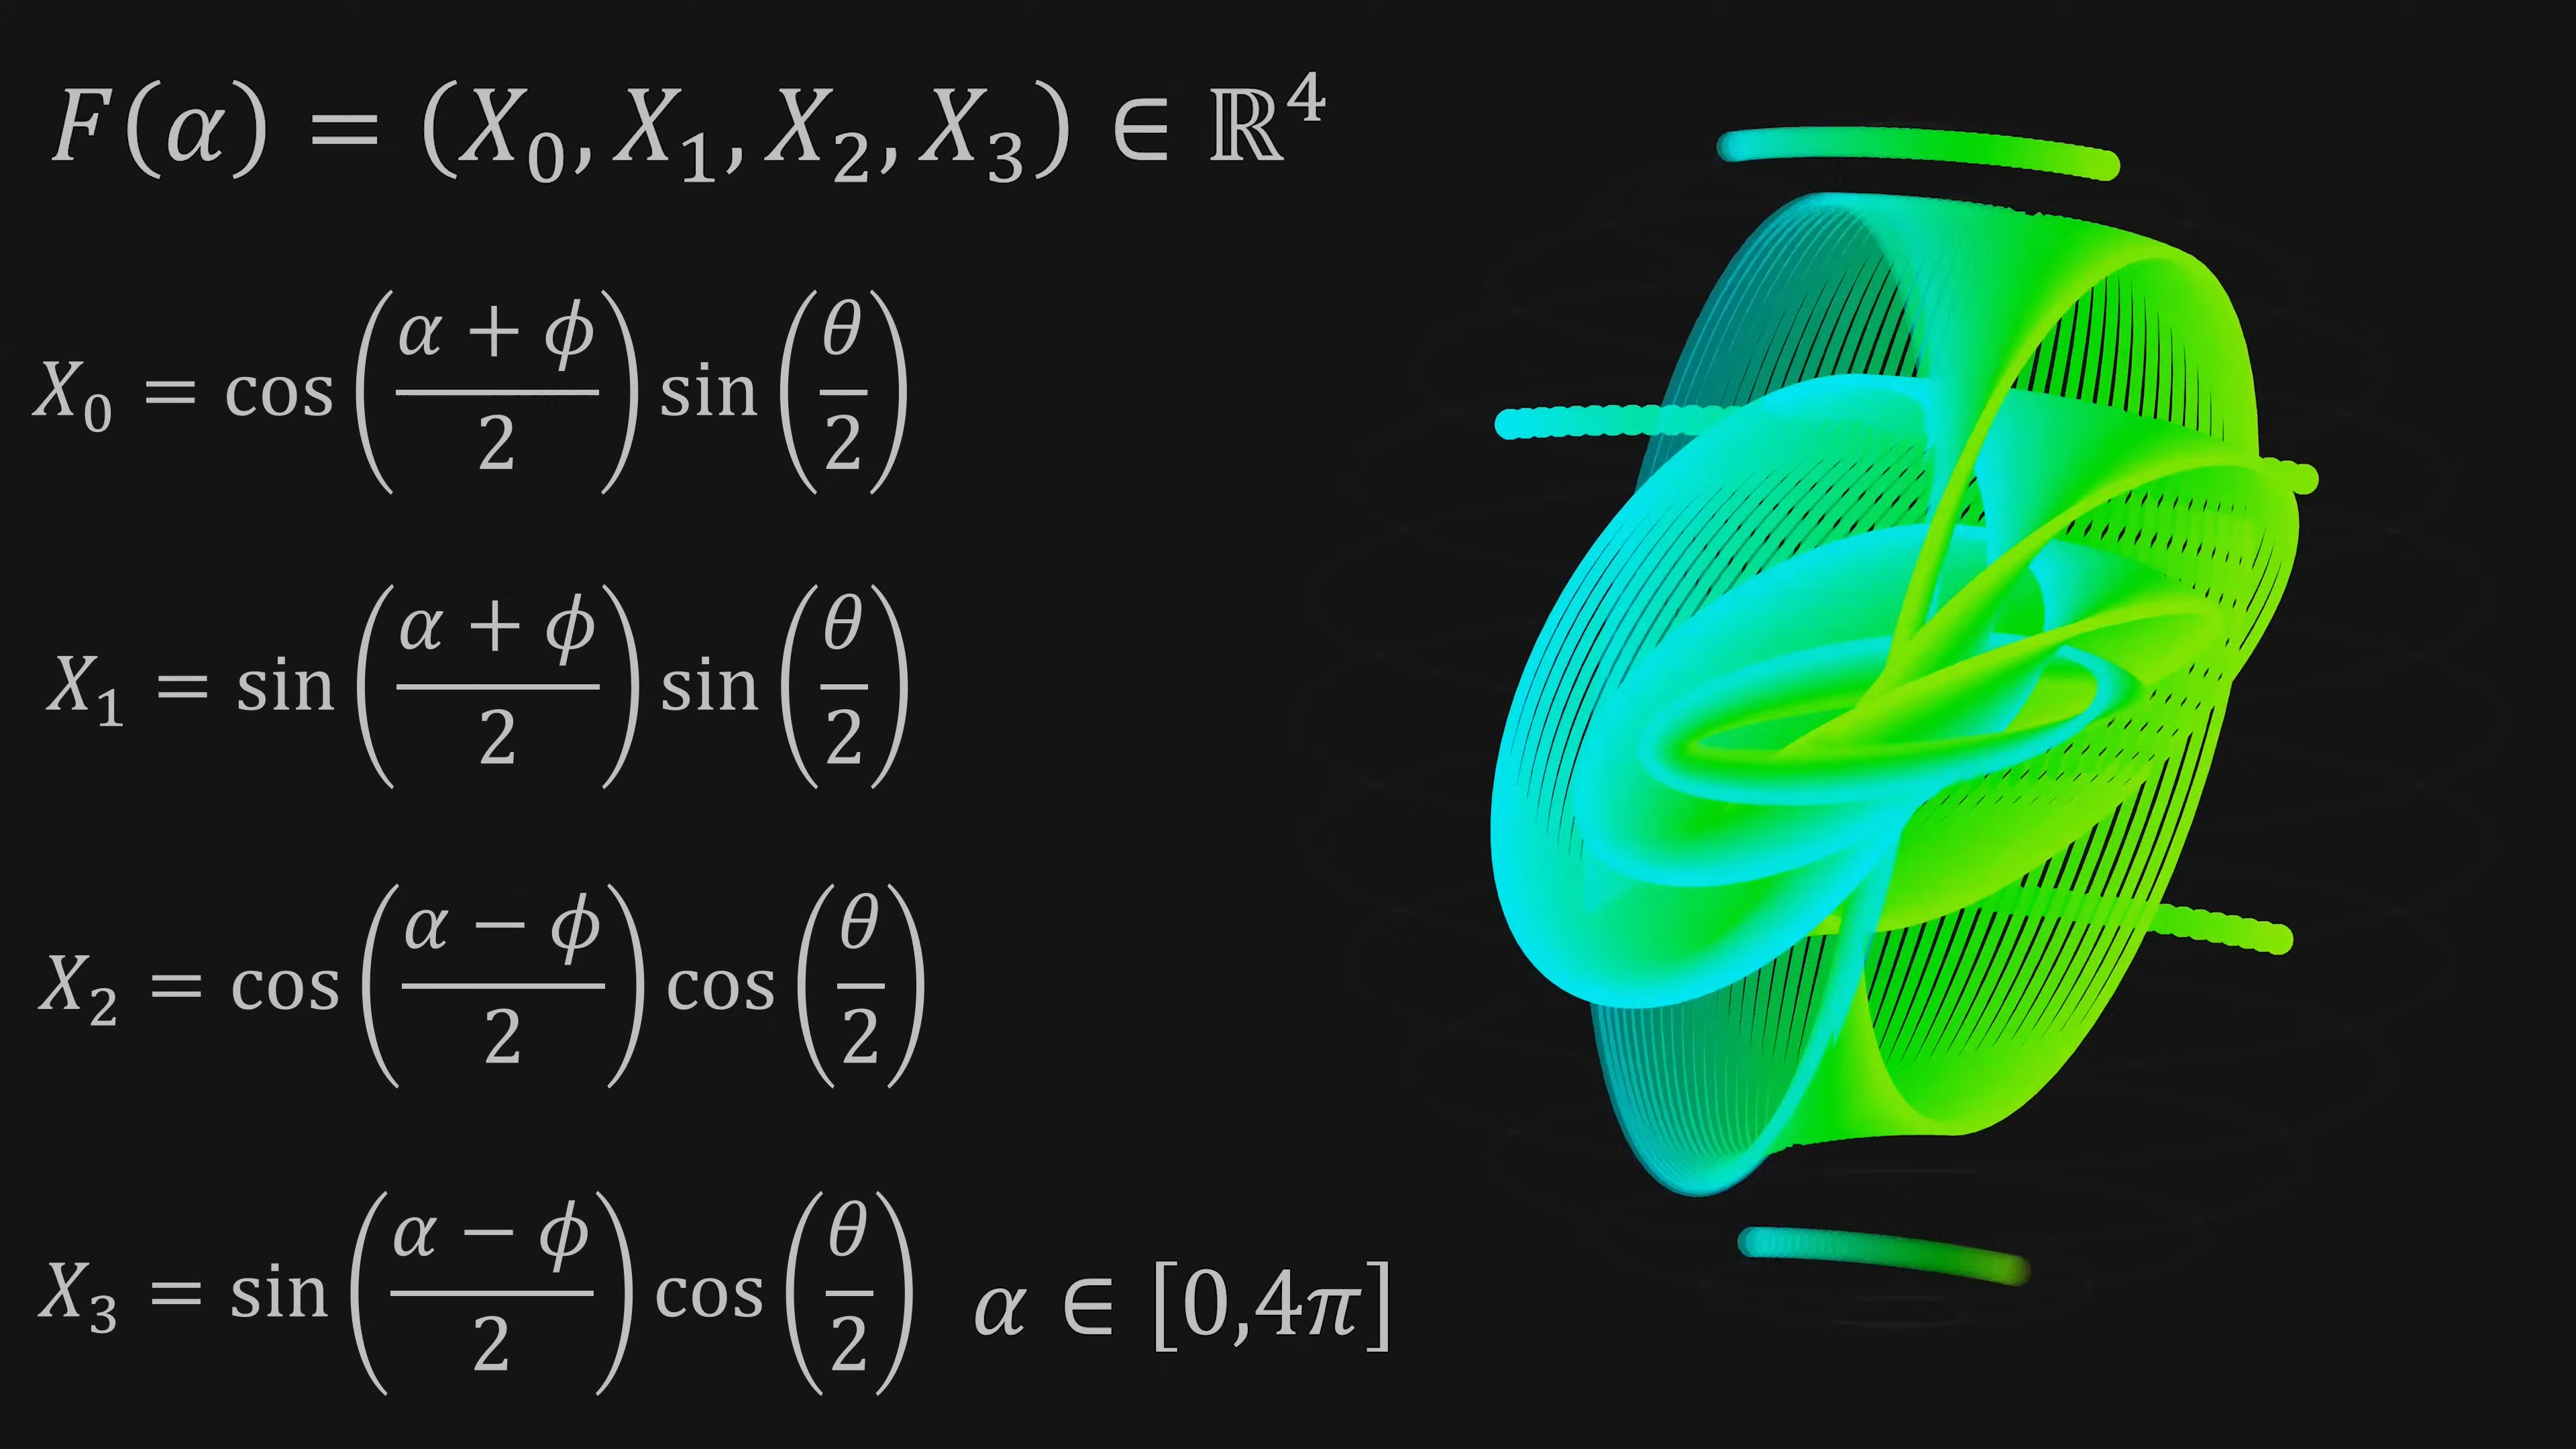 F(α) = (X₀, X₁, X₂, X₃) ∈ ℝ⁴
X₀ = cos((α + ϕ)/2) sin(θ/2)
X₁ = sin((α + ϕ)/2) sin(θ/2)
X₂ = cos((α − ϕ)/2) cos(θ/2)
X₃ = sin((α − ϕ)/2) cos(θ/2) α ∈ [0,4π]